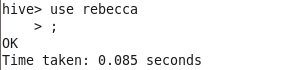 hive> use rebecca
    > ;
OK
Time taken: 0.085 seconds